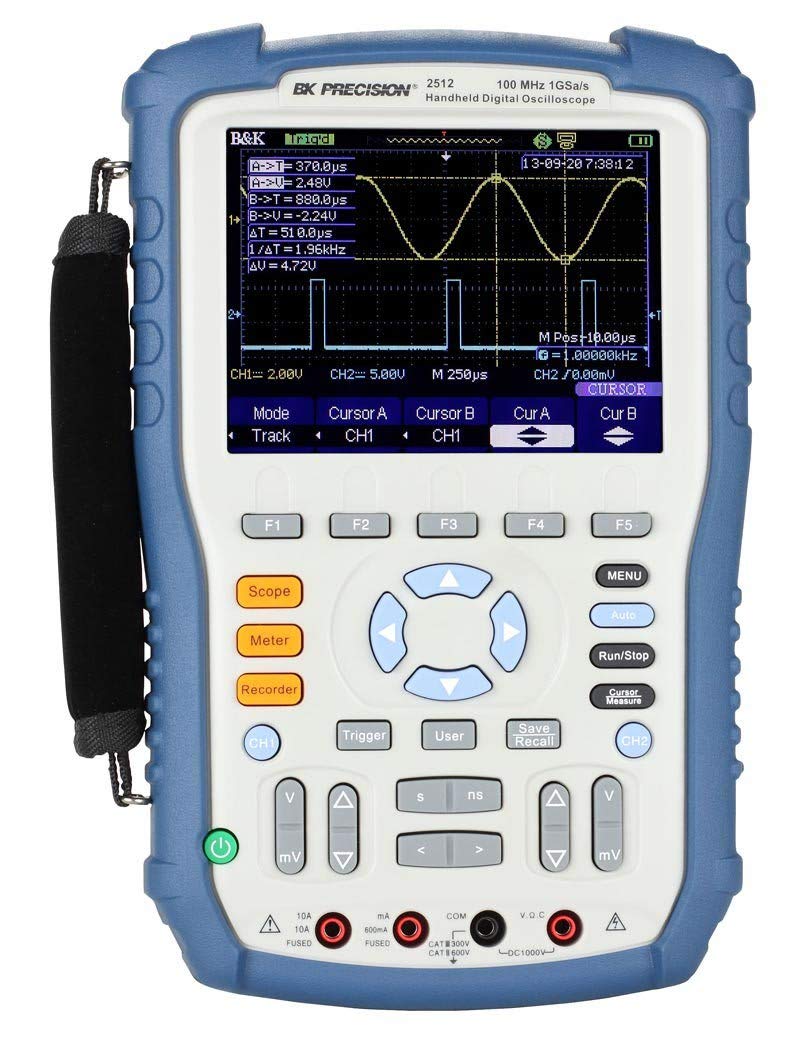 BK PRECISION® 2512 100 MHz 1GSa/s
Handheld Digital Oscilloscope
B&K Trig'd
T
13-09-20 7:38:12
A->T= 370.0µs
A->V= 2.48V
B->T= 880.0µs
B->V= -2.24V
ΔT= 510.0µs
1/ΔT= 1.96kHz
ΔV= 4.72V
1
2
T
M Pos:-10.00µs
f = 1.00000kHz
CH1 2.00V CH2 5.00V M 250µs CH2 0.00mV
CURSOR
Mode Cursor A Cursor B Cur A Cur B
Track CH1 CH1
F1 F2 F3 F4 F5
Scope
Meter
Recorder
MENU
Auto
Run/Stop
Cursor
Measure
CH1 Trigger User Save
Recall CH2
V
mV
s ns
< >
V
mV
10A
10A
FUSED
mA
600mA
FUSED
COM
CAT III 300V
CAT II 600V
V.Ω.C
DC1000V